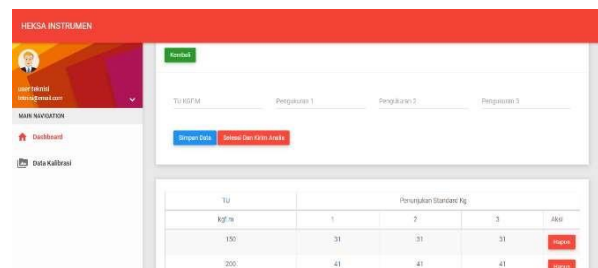 HEKSA INSTRUMEN
Kembali
user teknisi
teknisi@email.com
MAIN NAVIGATION
Dashboard
Data Kalibrasi
TU KGF.M Pengukuran 1 Pengukuran 2 Pengukuran 3
Simpan Data Selesai Dan Kirim Analis
TU Penunjukan Standard Kg
kgf.m 1 2 3 Aksi
150 31 31 31 Hapus
200 41 41 41 Hapus